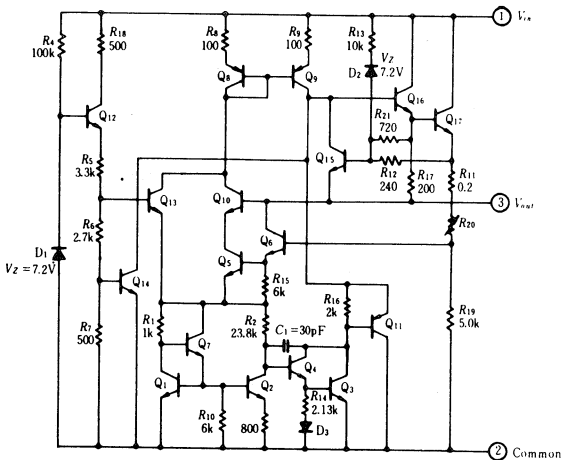 R4
100k
R18
500
R8
100
R9
100
R13
10k
1 Vin
VZ
7.2V
D2
Q8
Q9
Q16
Q17
Q12
R21
720
Q15
R12
240
R17
200
R11
0.2
R5
3.3k
Q13
Q10
3 Vout
R20
R6
2.7k
D1
VZ = 7.2V
Q14
Q6
Q5
R15
6k
R16
2k
Q11
R7
500
R1
1k
Q7
R2
23.8k
C1=30pF
R19
5.0k
Q1
Q2
Q4
Q3
R10
6k
800
R14
2.13k
D3
2 Common